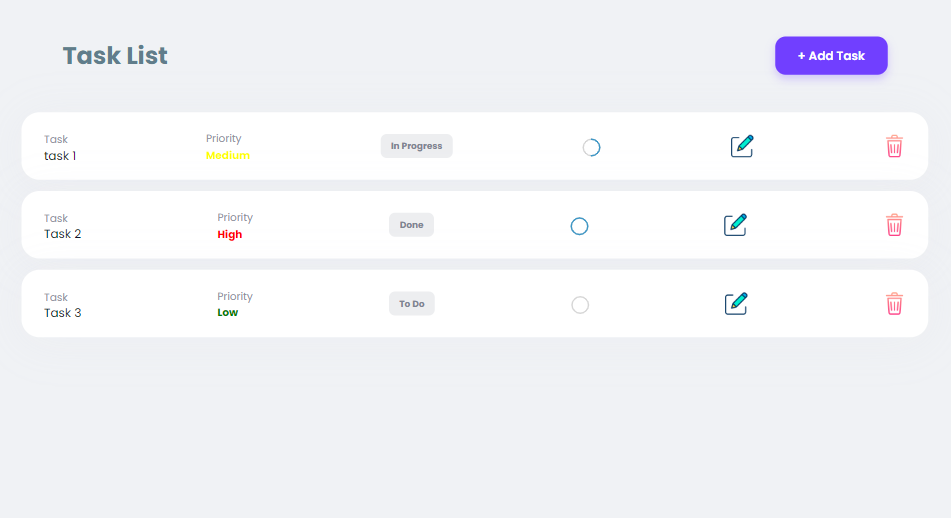 Task List
+ Add Task
Task
task 1
Priority
Medium
In Progress
Task
Task 2
Priority
High
Done
Task
Task 3
Priority
Low
To Do